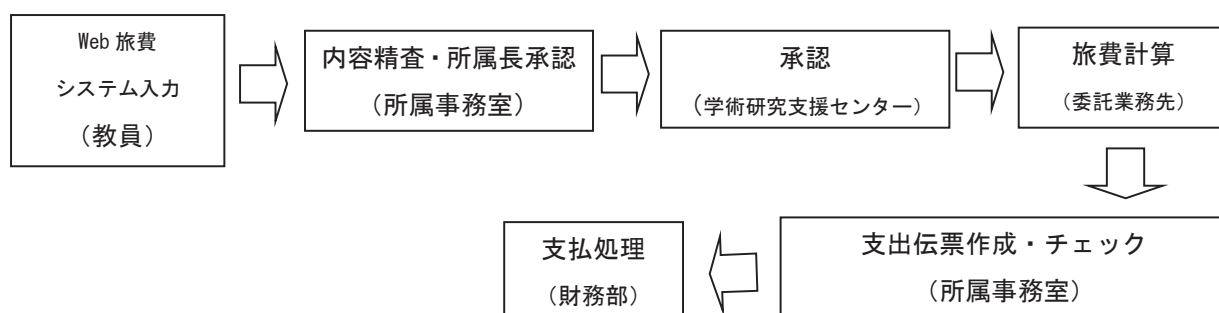 Web 旅費
システム入力
（教員）
内容精査・所属長承認
（所属事務室）
承認
（学術研究支援センター）
旅費計算
（委託業務先）
支出伝票作成・チェック
（所属事務室）
支払処理
（財務部）